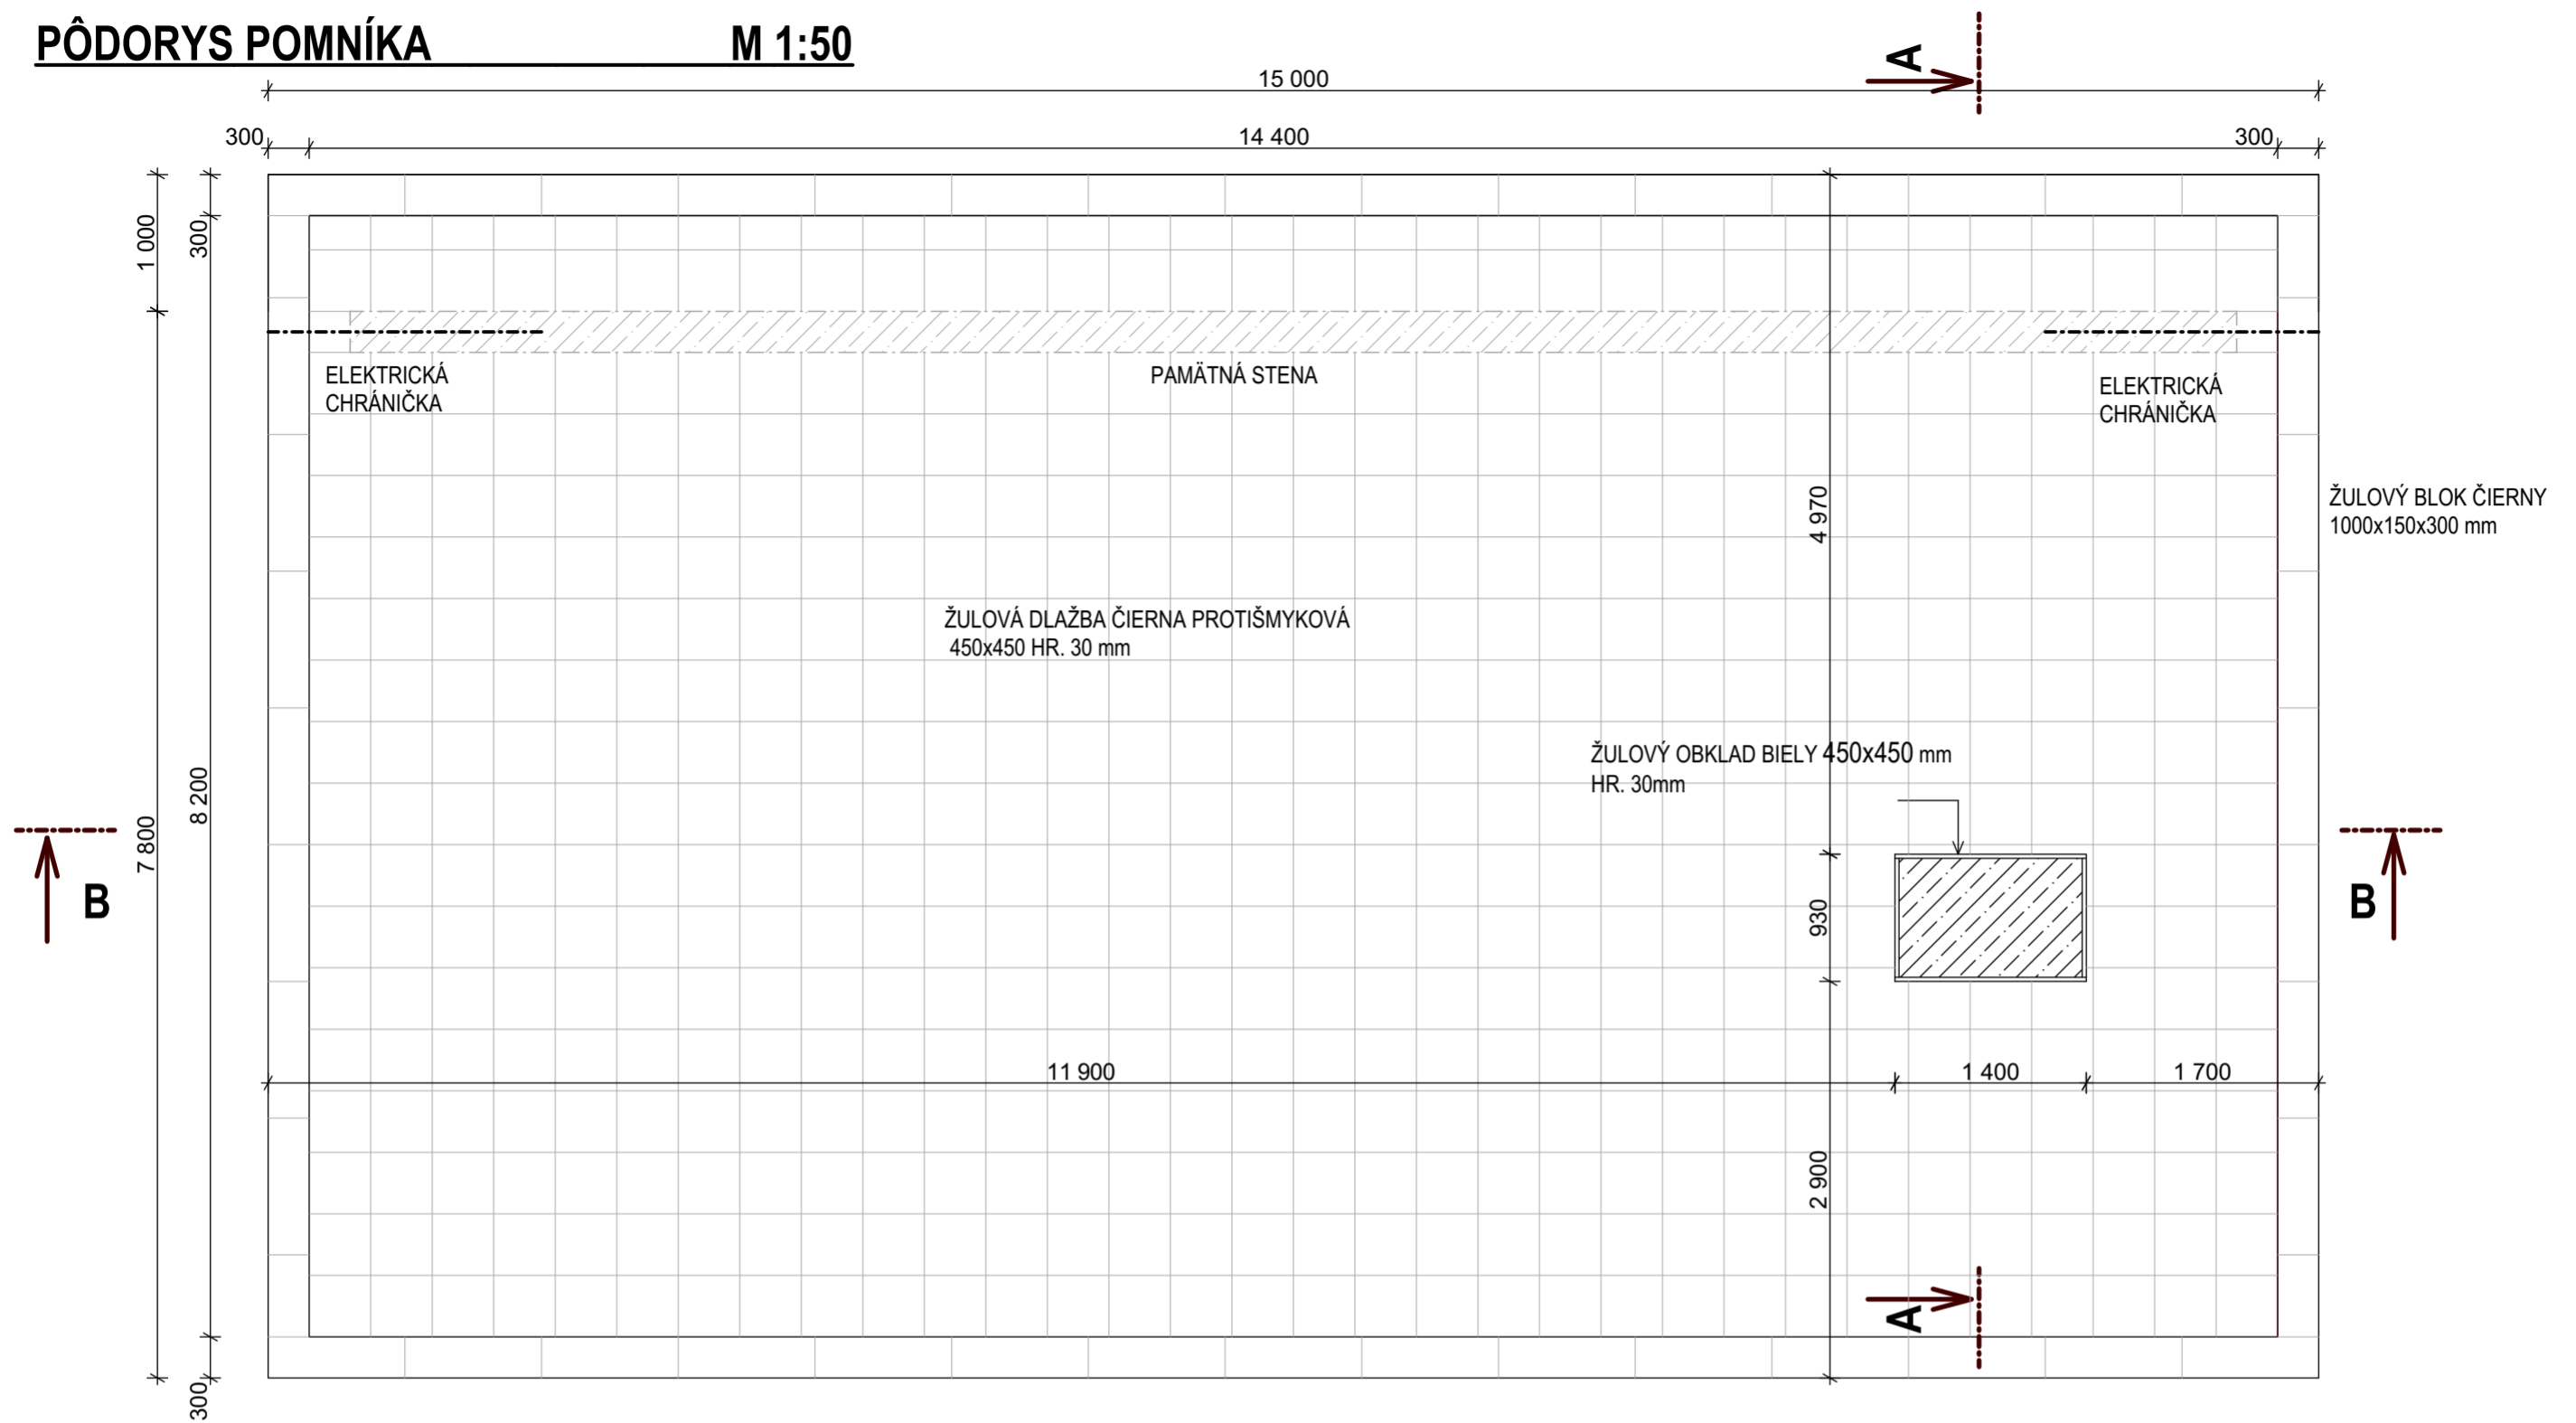 PÔDORYS POMNÍKA M 1:50
A
15 000
300 14 400 300
1 000
300
ELEKTRICKÁ
CHRÁNIČKA
PAMÄTNÁ STENA
ELEKTRICKÁ
CHRÁNIČKA
4 970
ŽULOVÝ BLOK ČIERNY
1000x150x300 mm
ŽULOVÁ DLAŽBA ČIERNA PROTIŠMYKOVÁ
450x450 HR. 30 mm
ŽULOVÝ OBKLAD BIELY 450x450 mm
HR. 30mm
8 200
7 800
B
930
B
11 900
1 400
1 700
2 900
A
300